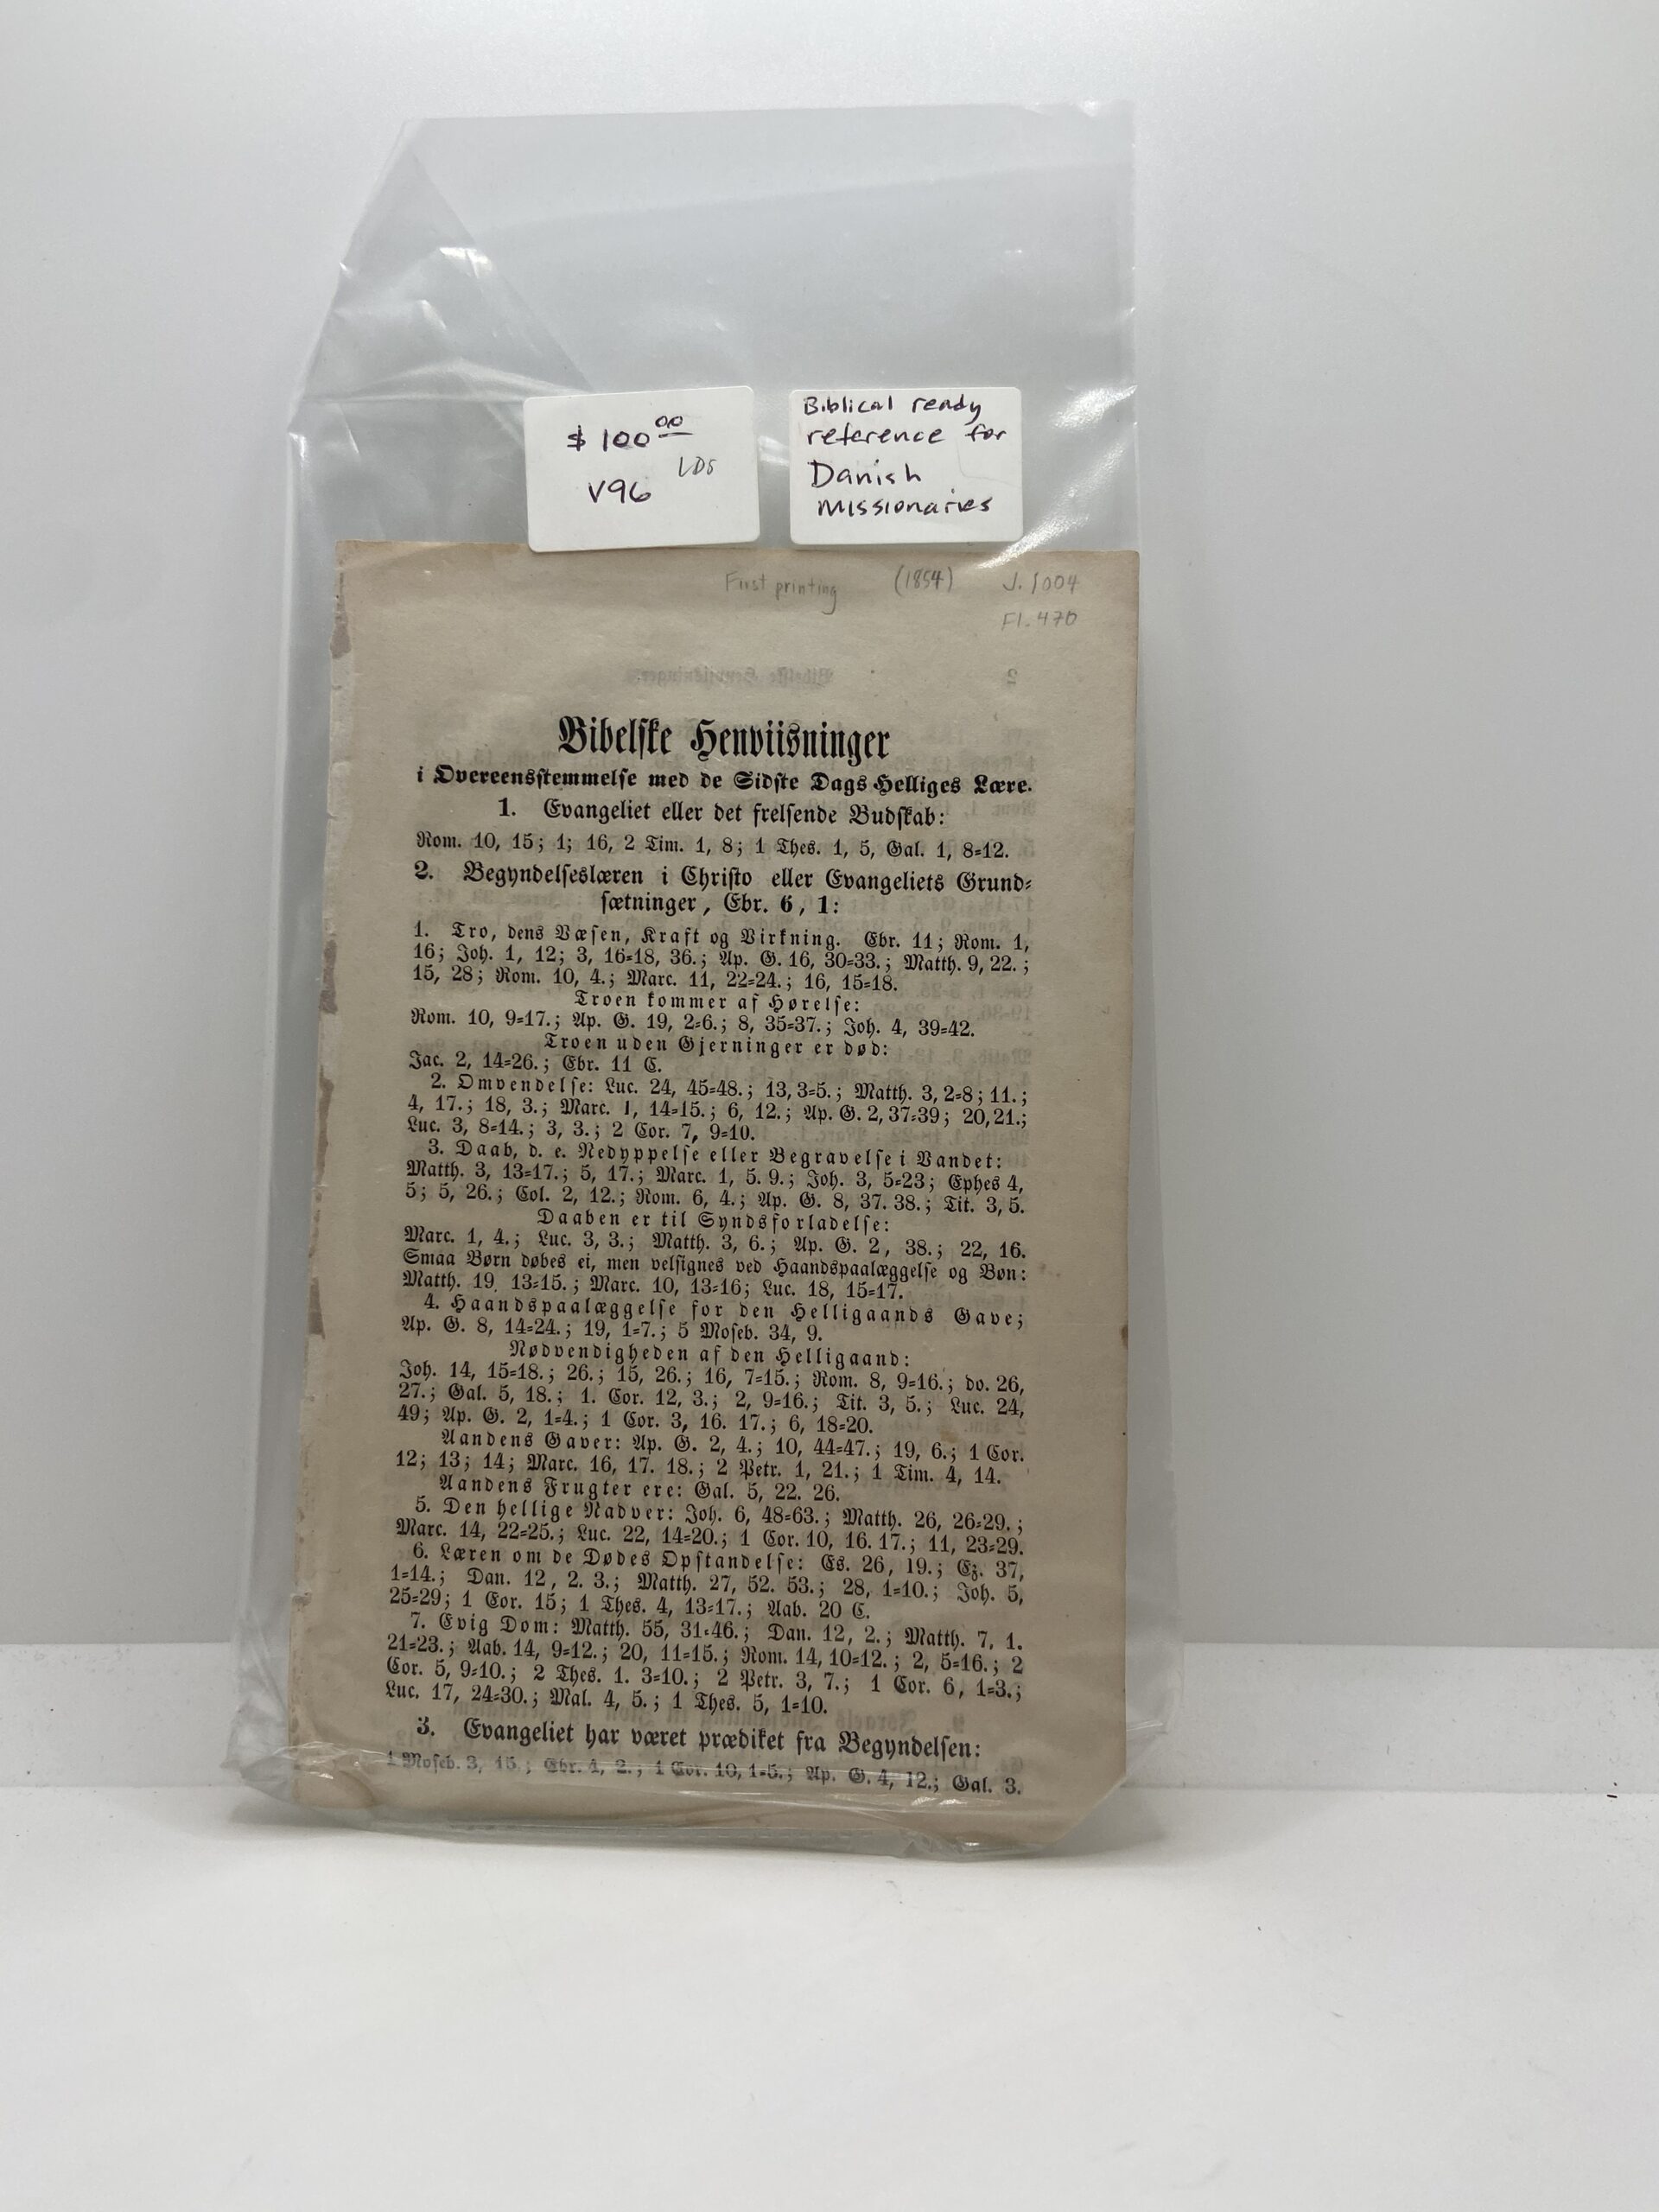 $ 100 00
LDS
V96
Biblical ready
reference for
Danish
missionaries
First printing (1854) J. 1004
Fl. 470
Bibelske Henviisninger
i Overeensstemmelse med de Sidste Dags Helliges Lære.
1. Evangeliet eller det frelsende Budskab:
Rom. 10, 15; 1; 16, 2 Tim. 1, 8; 1 Thes. 1, 5, Gal. 1, 8=12.
2. Begyndelseslæren i Christo eller Evangeliets Grund=
sætninger, Ebr. 6, 1:
1. Tro, dens Væsen, Kraft og Virkning. Ebr. 11; Rom. 1,
16; Joh. 1, 12; 3, 16=18, 36.; Ap. G. 16, 30=33.; Matth. 9, 22.;
15, 28; Rom. 10, 4.; Marc. 11, 22=24.; 16, 15=18.
Troen kommer af Hørelse:
Rom. 10, 9=17.; Ap. G. 19, 2=6.; 8, 35=37.; Joh. 4, 39=42.
Troen uden Gjerninger er død:
Jac. 2, 14=26.; Ebr. 11 C.
2. Omvendelse: Luc. 24, 45=48.; 13, 3=5.; Matth. 3, 2=8; 11.;
4, 17.; 18, 3.; Marc. 1, 14=15.; 6, 12.; Ap. G. 2, 37=39; 20, 21.;
Luc. 3, 8=14.; 3, 3.; 2 Cor. 7, 9=10.
3. Daab, d. e. Nedyppelse eller Begravelse i Vandet:
Matth. 3, 13=17.; 5, 17.; Marc. 1, 5. 9.; Joh. 3, 5=23; Ephes 4,
5; 5, 26.; Col. 2, 12.; Rom. 6, 4.; Ap. G. 8, 37. 38.; Tit. 3, 5.
Daaben er til Syndsforladelse:
Marc. 1, 4.; Luc. 3, 3.; Matth. 3, 6.; Ap. G. 2, 38.; 22, 16.
Smaa Børn døbes ei, men velsignes ved Haandspaalæggelse og Bøn:
Matth. 19, 13=15.; Marc. 10, 13=16; Luc. 18, 15=17.
4. Haandspaalæggelse for den Helligaands Gave;
Ap. G. 8, 14=24.; 19, 1=7.; 5 Moseb. 34, 9.
Nødvendigheden af den Helligaand:
Joh. 14, 15=18.; 26.; 15, 26.; 16, 7=15.; Rom. 8, 9=16.; do. 26,
27.; Gal. 5, 18.; 1. Cor. 12, 3.; 2, 9=16.; Tit. 3, 5.; Luc. 24,
49; Ap. G. 2, 1=4.; 1 Cor. 3, 16. 17.; 6, 18=20.
Aandens Gaver: Ap. G. 2, 4.; 10, 44=47.; 19, 6.; 1 Cor.
12; 13; 14; Marc. 16, 17. 18.; 2 Petr. 1, 21.; 1 Tim. 4, 14.
Aandens Frugter ere: Gal. 5, 22. 26.
5. Den hellige Nadver: Joh. 6, 48=63.; Matth. 26, 26=29.;
Marc. 14, 22=25.; Luc. 22, 14=20.; 1 Cor. 10, 16. 17.; 11, 23=29.
6. Læren om de Dødes Opstandelse: Es. 26, 19.; Ez. 37,
1=14.; Dan. 12, 2. 3.; Matth. 27, 52. 53.; 28, 1=10.; Joh. 5,
25=29; 1 Cor. 15; 1 Thes. 4, 13=17.; Aab. 20 C.
7. Evig Dom: Matth. 55, 31=46.; Dan. 12, 2.; Matth. 7, 1.
21=23.; Aab. 14, 9=12.; 20, 11=15.; Rom. 14, 10=12.; 2, 5=16.; 2
Cor. 5, 9=10.; 2 Thes. 1. 3=10.; 2 Petr. 3, 7.; 1 Cor. 6, 1=3.;
Luc. 17, 24=30.; Mal. 4, 5.; 1 Thes. 5, 1=10.
3. Evangeliet har været prædiket fra Begyndelsen:
1 Moseb. 3, 15.; Ebr. 4, 2.; 1 Cor. 10, 1=5.; Ap. G. 4, 12.; Gal. 3.